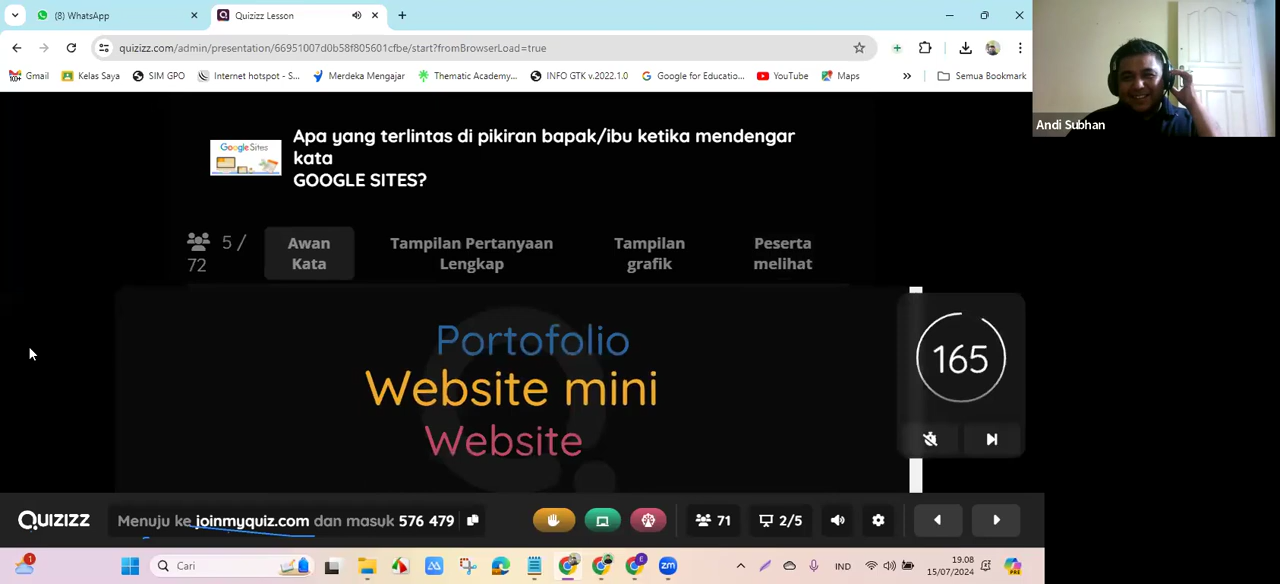 (8) WhatsApp
Quizizz Lesson
quizizz.com/admin/presentation/66951007d0b58f805601cfbe/start?fromBrowserLoad=true
Gmail
Kelas Saya
SIM GPO
Internet hotspot - S...
Merdeka Mengajar
Thematic Academy...
INFO GTK v.2022.1.0
Google for Educatio...
YouTube
Maps
Semua Bookmark
Andi Subhan
Google Sites
Apa yang terlintas di pikiran bapak/ibu ketika mendengar
kata
GOOGLE SITES?
5 /
72
Awan
Kata
Tampilan Pertanyaan
Lengkap
Tampilan
grafik
Peserta
melihat
Portofolio
Website mini
Website
165
QUIZIZZ
Menuju ke joinmyquiz.com dan masuk 576 479
71
2/5
1
Cari
zm
IND
19.08
15/07/2024
PRE